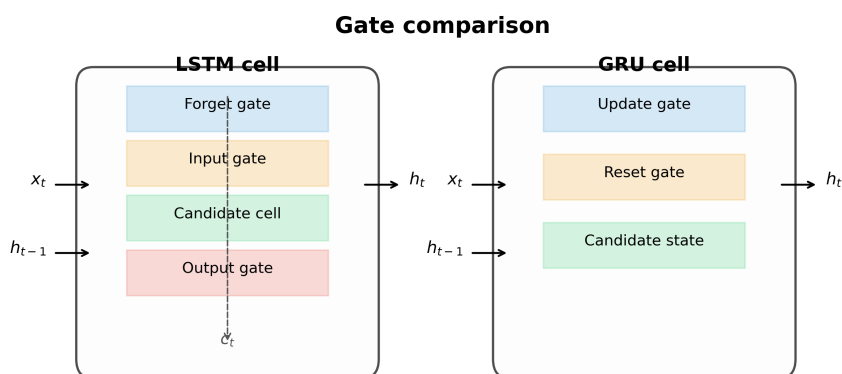 Gate comparison
LSTM cell
Forget gate
Input gate
Candidate cell
Output gate
x_t
h_{t−1}
h_t
c_t
GRU cell
Update gate
Reset gate
Candidate state
x_t
h_{t−1}
h_t